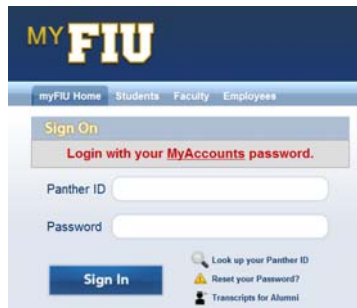 MY FIU
myFIU Home Students Faculty Employees
Sign On
Login with your MyAccounts password.
Panther ID
Password
Look up your Panther ID
Sign In
Reset your Password?
Transcripts for Alumni